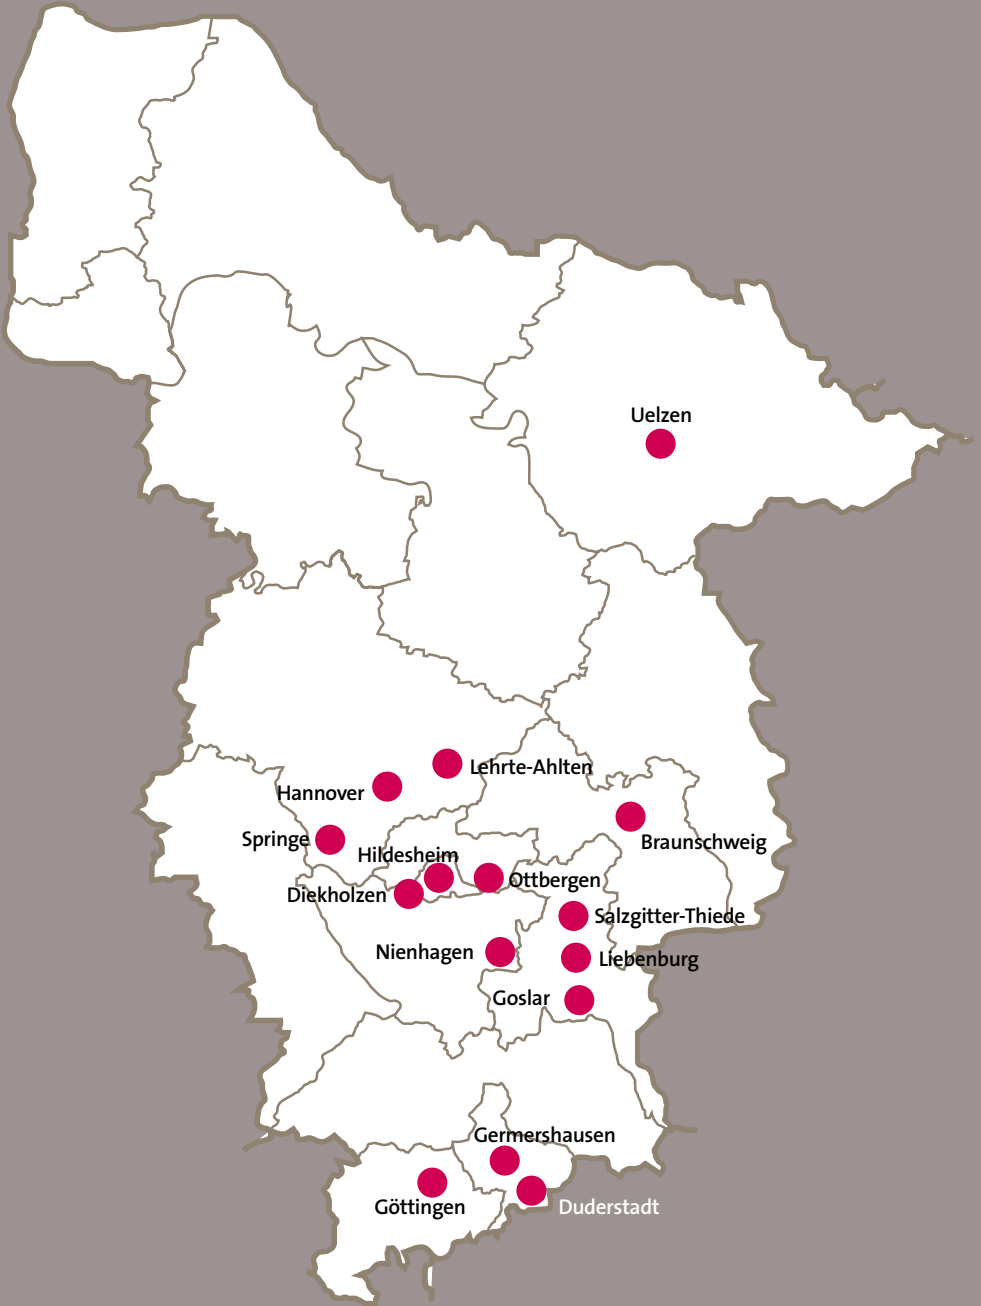 Uelzen
Lehrte-Ahlten
Hannover
Springe
Braunschweig
Hildesheim
Ottbergen
Diekholzen
Salzgitter-Thiede
Nienhagen
Liebenburg
Goslar
Germershausen
Göttingen
Duderstadt